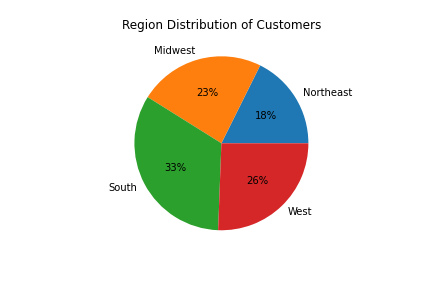 Region Distribution of Customers
Midwest
Northeast
23%
18%
33%
26%
South
West